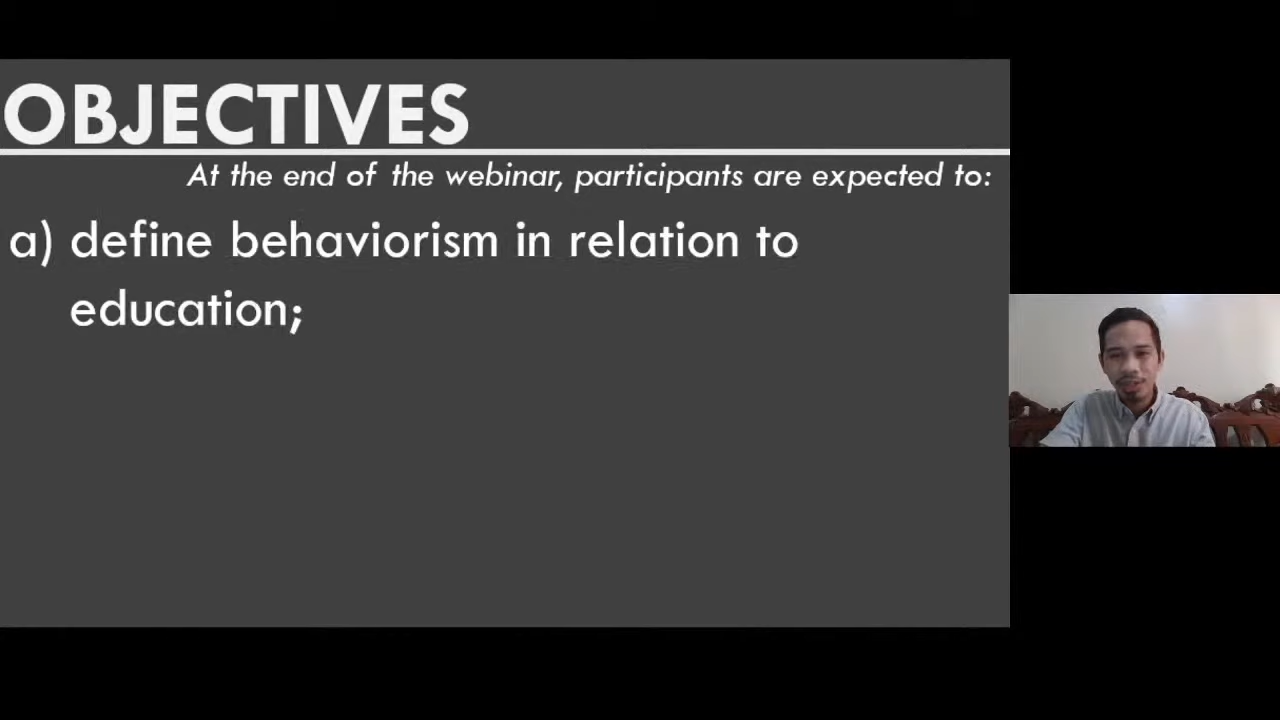 OBJECTIVES
At the end of the webinar, participants are expected to:
a) define behaviorism in relation to
education;